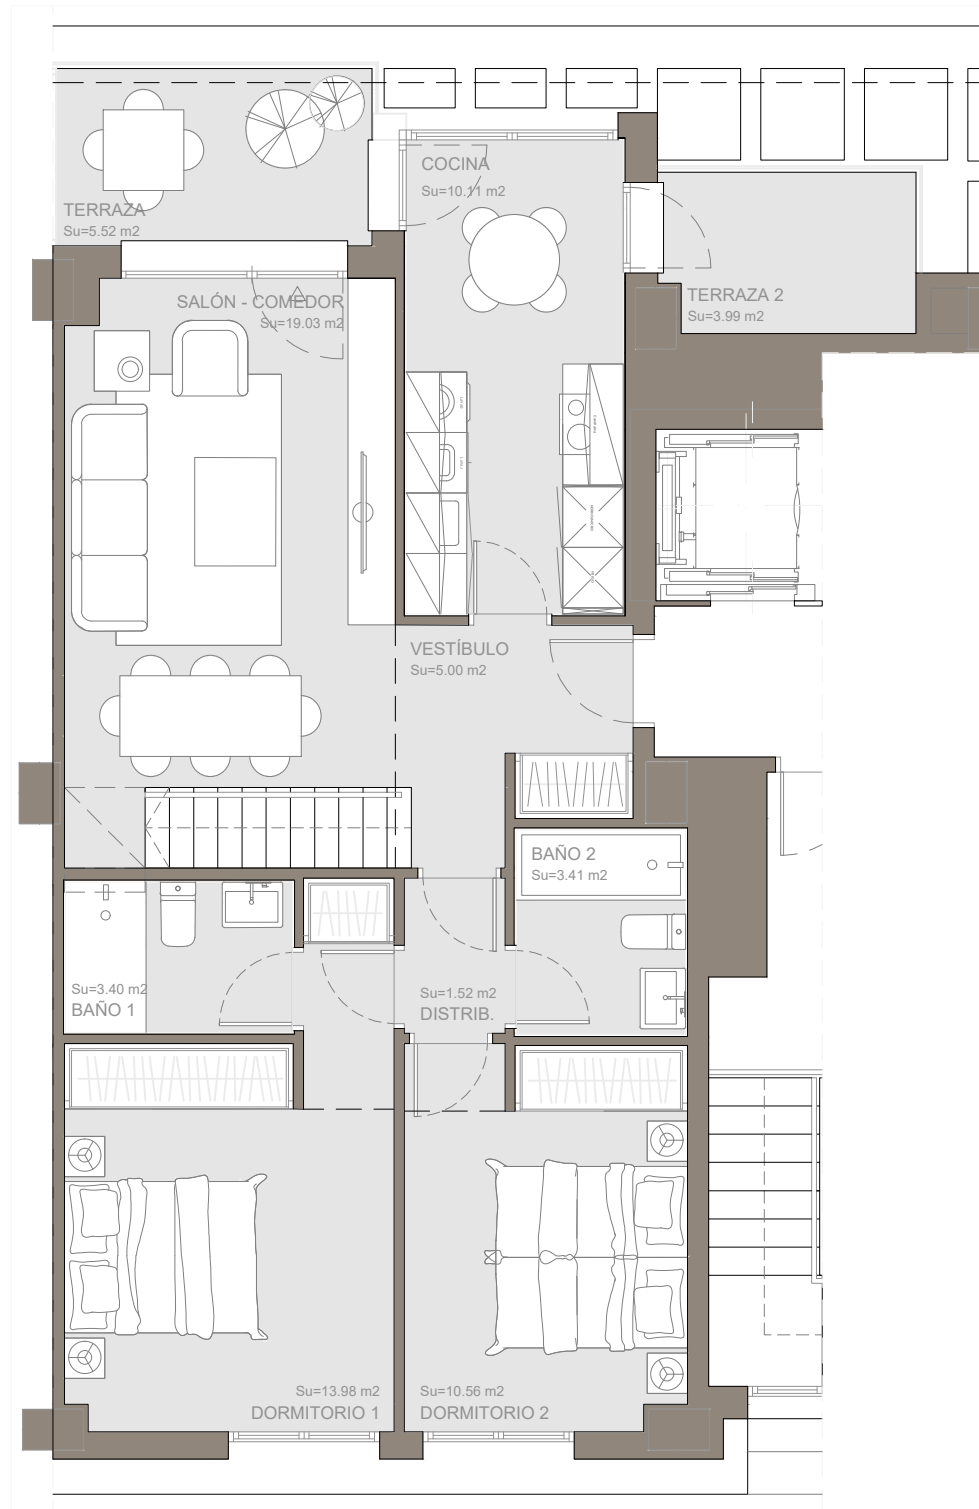 COCINA
Su=10.11 m2
TERRAZA
Su=5.52 m2
SALÓN - COMEDOR
Su=19.03 m2
TERRAZA 2
Su=3.99 m2
VESTÍBULO
Su=5.00 m2
BAÑO 2
Su=3.41 m2
Su=3.40 m2
BAÑO 1
Su=1.52 m2
DISTRIB.
Su=13.98 m2
DORMITORIO 1
Su=10.56 m2
DORMITORIO 2